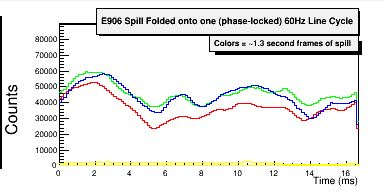 E906 Spill Folded onto one (phase-locked) 60Hz Line Cycle
Colors = ~1.3 second frames of spill
Counts
80000
70000
60000
50000
40000
30000
20000
10000
0
0 2 4 6 8 10 12 14 16
Time (ms)